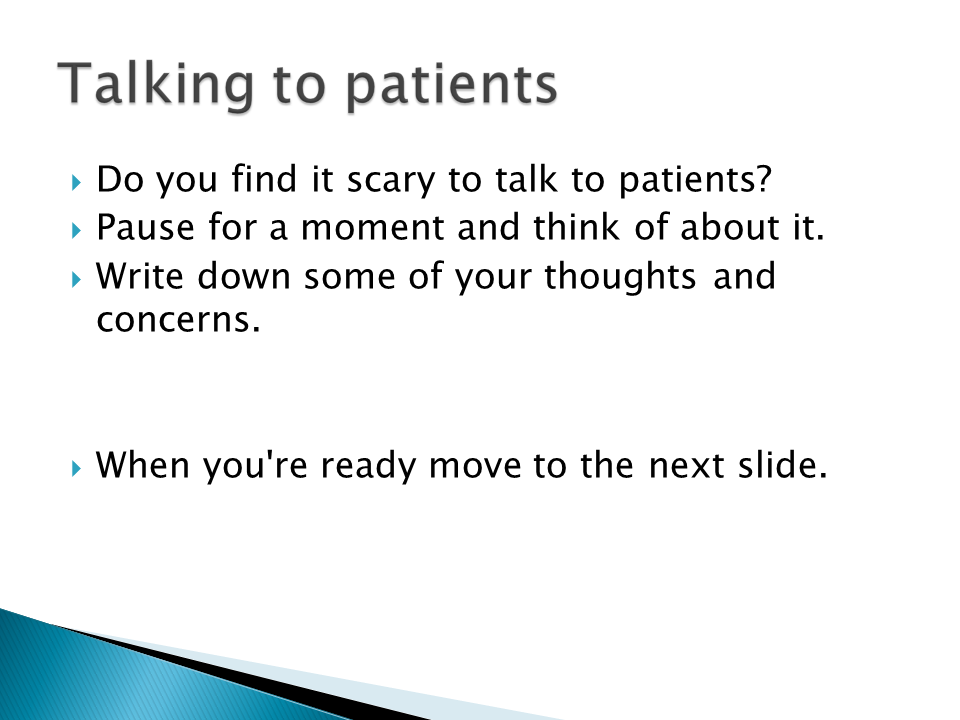 Talking to patients
Do you find it scary to talk to patients?
Pause for a moment and think of about it.
Write down some of your thoughts and
concerns.
When you're ready move to the next slide.